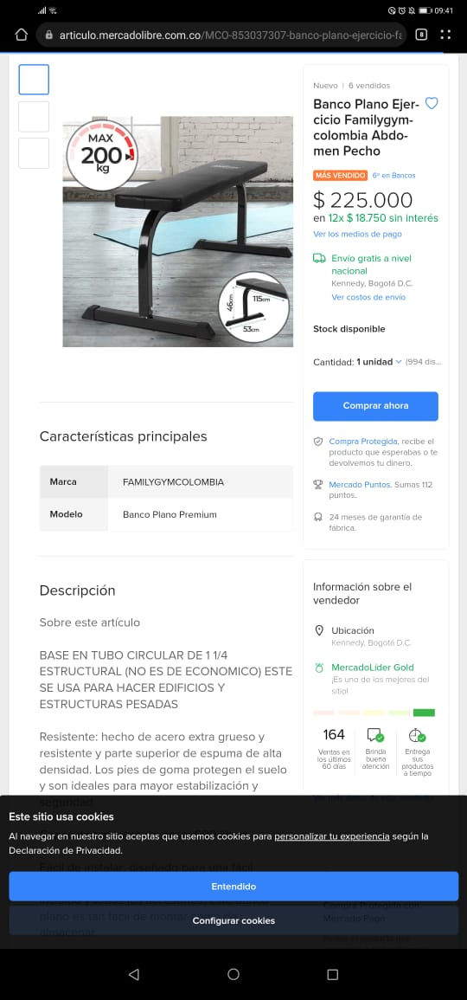 09:41
articulo.mercadolibre.com.co/MCO-853037307-banco-plano-ejercicio-fa
8
MAX
200
kg
46cm
115cm
53cm
Nuevo | 6 vendidos
Banco Plano Ejer-
cicio Familygym-
colombia Abdo-
men Pecho
MÁS VENDIDO 6º en Bancos
$ 225.000
en 12x $ 18.750 sin interés
Ver los medios de pago
Envío gratis a nivel
nacional
Kennedy, Bogotá D.C.
Ver costos de envío
Stock disponible
Cantidad: 1 unidad (994 dis...
Comprar ahora
Compra Protegida, recibe el
producto que esperabas o te
devolvemos tu dinero.
Mercado Puntos. Sumas 112
puntos.
24 meses de garantía de
fábrica.
Características principales
Marca FAMILYGYMCOLOMBIA
Modelo Banco Plano Premium
Descripción
Sobre este artículo
BASE EN TUBO CIRCULAR DE 1 1/4
ESTRUCTURAL (NO ES DE ECONOMICO) ESTE
SE USA PARA HACER EDIFICIOS Y
ESTRUCTURAS PESADAS
Resistente: hecho de acero extra grueso y
resistente y parte superior de espuma de alta
densidad. Los pies de goma protegen el suelo
y son ideales para mayor estabilización y
seguridad
Información sobre el
vendedor
Ubicación
Kennedy, Bogotá D.C.
MercadoLíder Gold
¡Es uno de los mejores del
sitio!
164
Ventas en
los últimos
60 días
Brinda
buena
atención
Entrega
sus
productos
a tiempo
Este sitio usa cookies
Al navegar en nuestro sitio aceptas que usemos cookies para personalizar tu experiencia según la
Declaración de Privacidad.
Fácil de instalar: diseñado para una fácil
Entendido
plano es tan fácil de montar
almacenar
Compra Protegida con
Mercado Pago
Configurar cookies